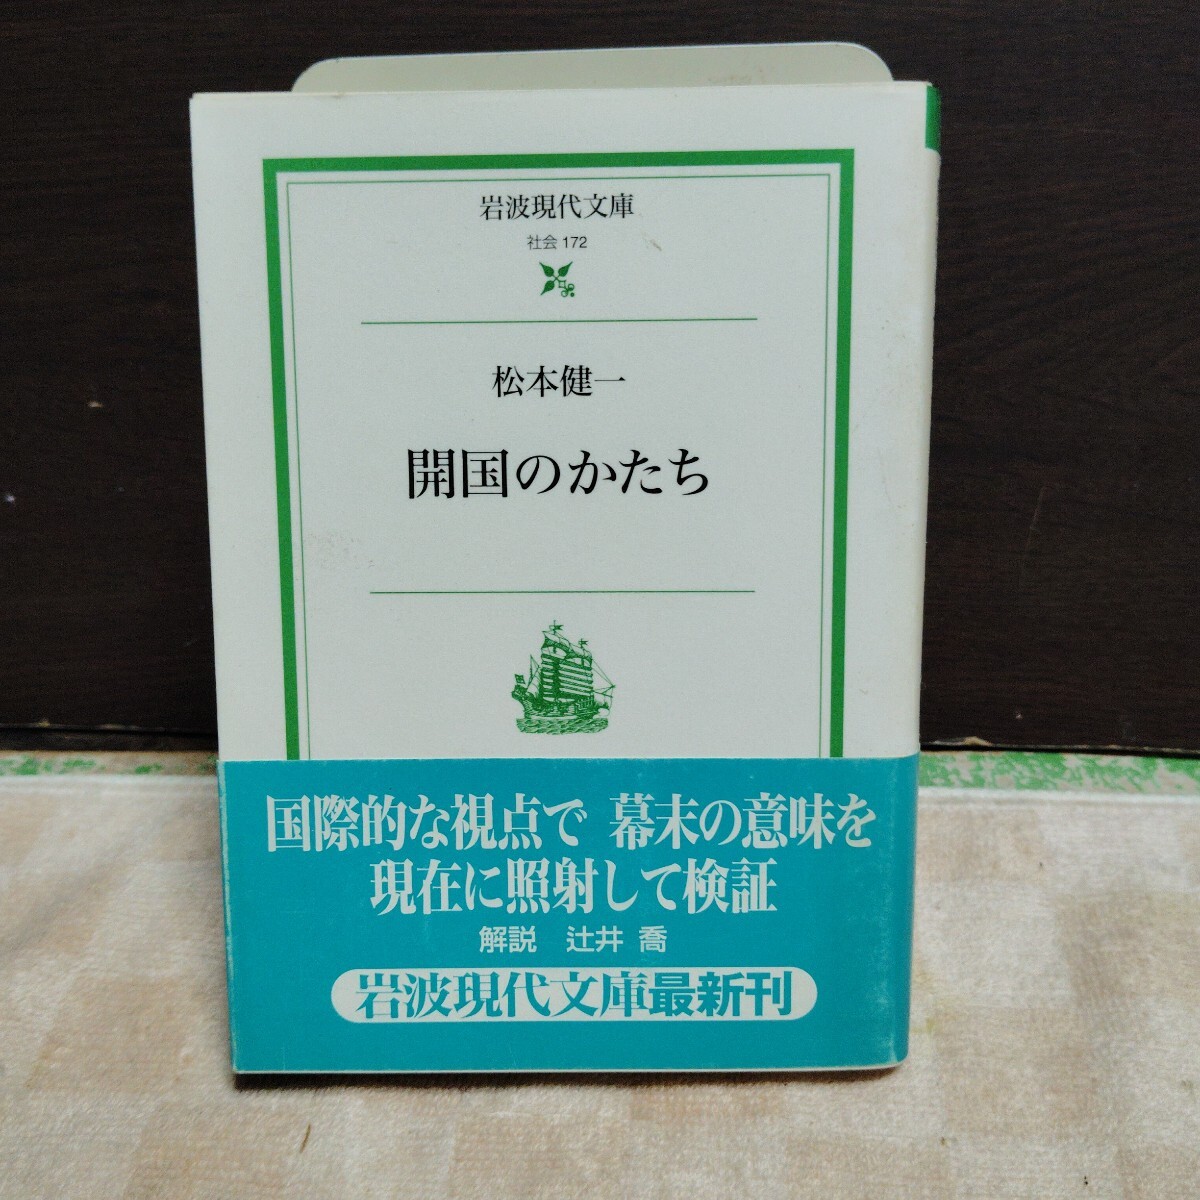 岩波現代文庫
社会 172
松本健一
開国のかたち
国際的な視点で 幕末の意味を
現在に照射して検証
解説 辻井 喬
岩波現代文庫最新刊